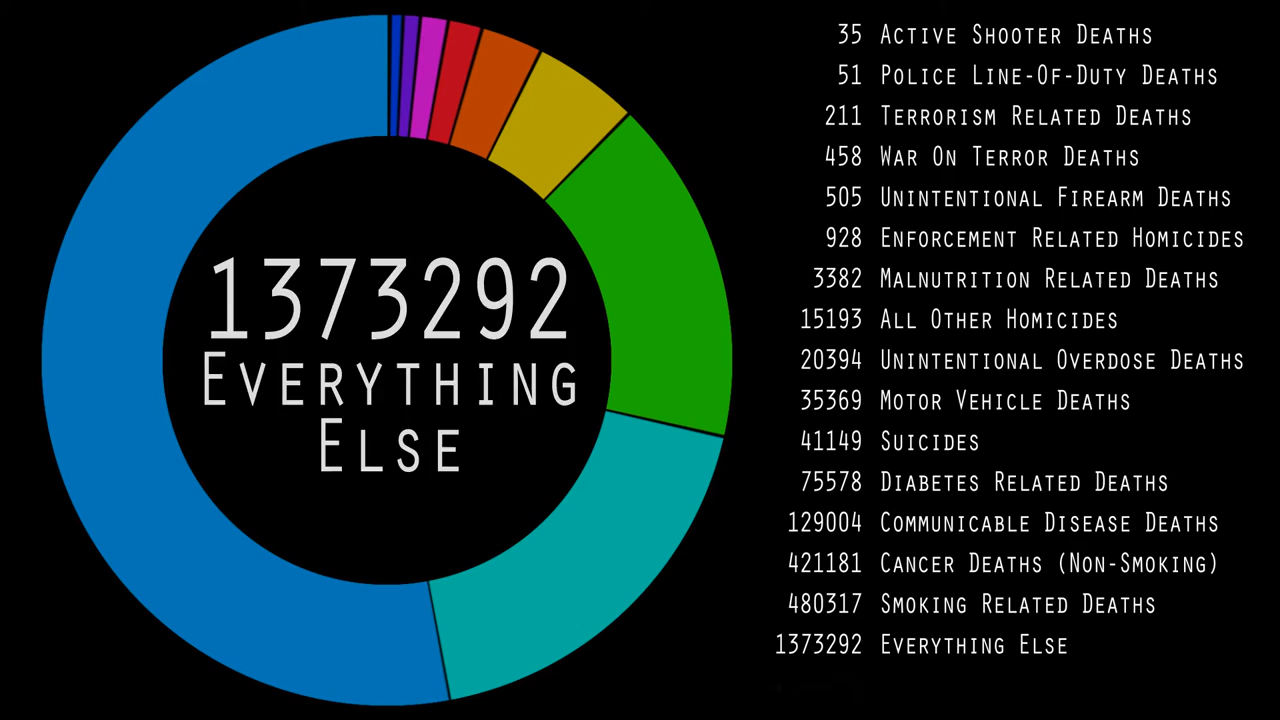 1373292
Everything
Else
35 Active Shooter Deaths
51 Police Line-Of-Duty Deaths
211 Terrorism Related Deaths
458 War On Terror Deaths
505 Unintentional Firearm Deaths
928 Enforcement Related Homicides
3382 Malnutrition Related Deaths
15193 All Other Homicides
20394 Unintentional Overdose Deaths
35369 Motor Vehicle Deaths
41149 Suicides
75578 Diabetes Related Deaths
129004 Communicable Disease Deaths
421181 Cancer Deaths (Non-Smoking)
480317 Smoking Related Deaths
1373292 Everything Else